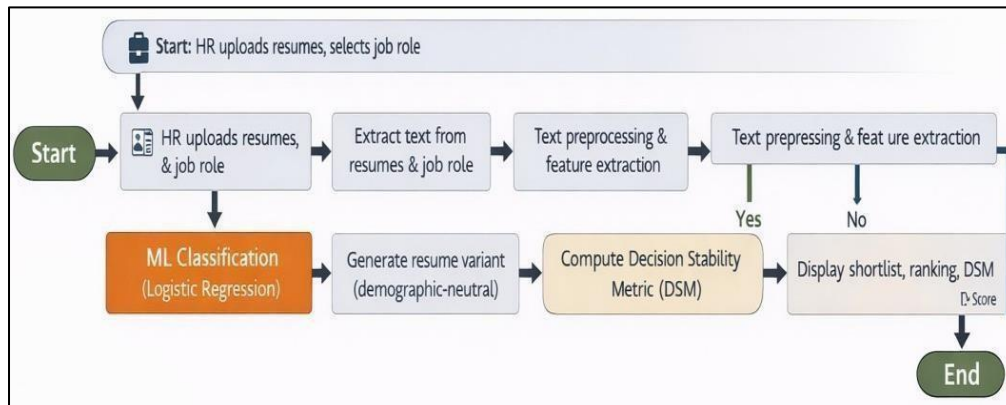 Start: HR uploads resumes, selects job role
Start
HR uploads resumes,
& job role
Extract text from
resumes & job role
Text preprocessing &
feature extraction
Text prepressing & feat ure extraction
Yes
No
ML Classification
(Logistic Regression)
Generate resume variant
(demographic-neutral)
Compute Decision Stability
Metric (DSM)
Display shortlist, ranking, DSM
Score
End